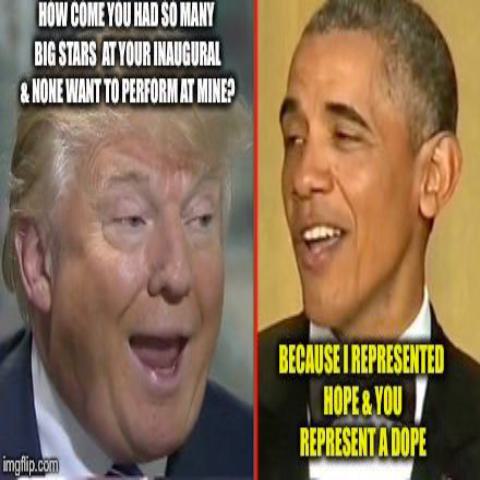 HOW COME YOU HAD SO MANY
BIG STARS AT YOUR INAUGURAL
& NONE WANT TO PERFORM AT MINE?
BECAUSE I REPRESENTED
HOPE & YOU
REPRESENT A DOPE
imgflip.com